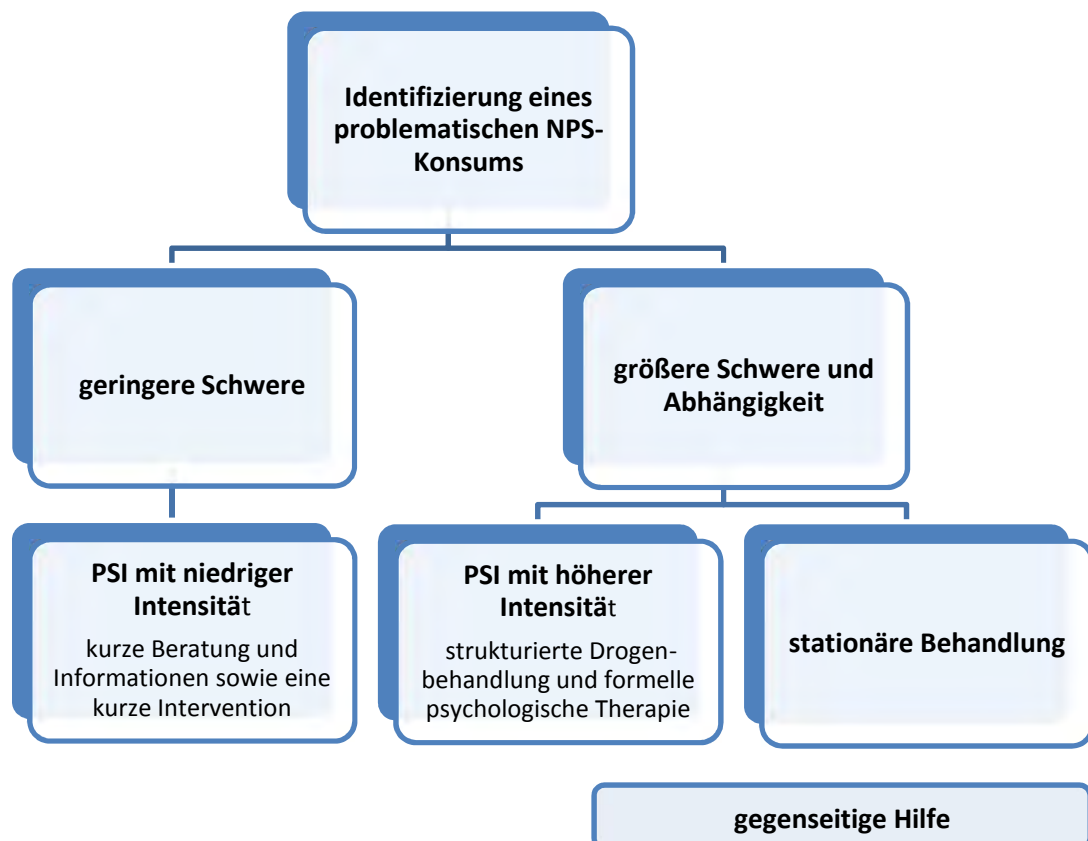 Identifizierung eines
problematischen NPS-
Konsums
geringere Schwere
größere Schwere und
Abhängigkeit
PSI mit niedriger
Intensität
kurze Beratung und
Informationen sowie eine
kurze Intervention
PSI mit höherer
Intensität
strukturierte Drogen-
behandlung und formelle
psychologische Therapie
stationäre Behandlung
gegenseitige Hilfe